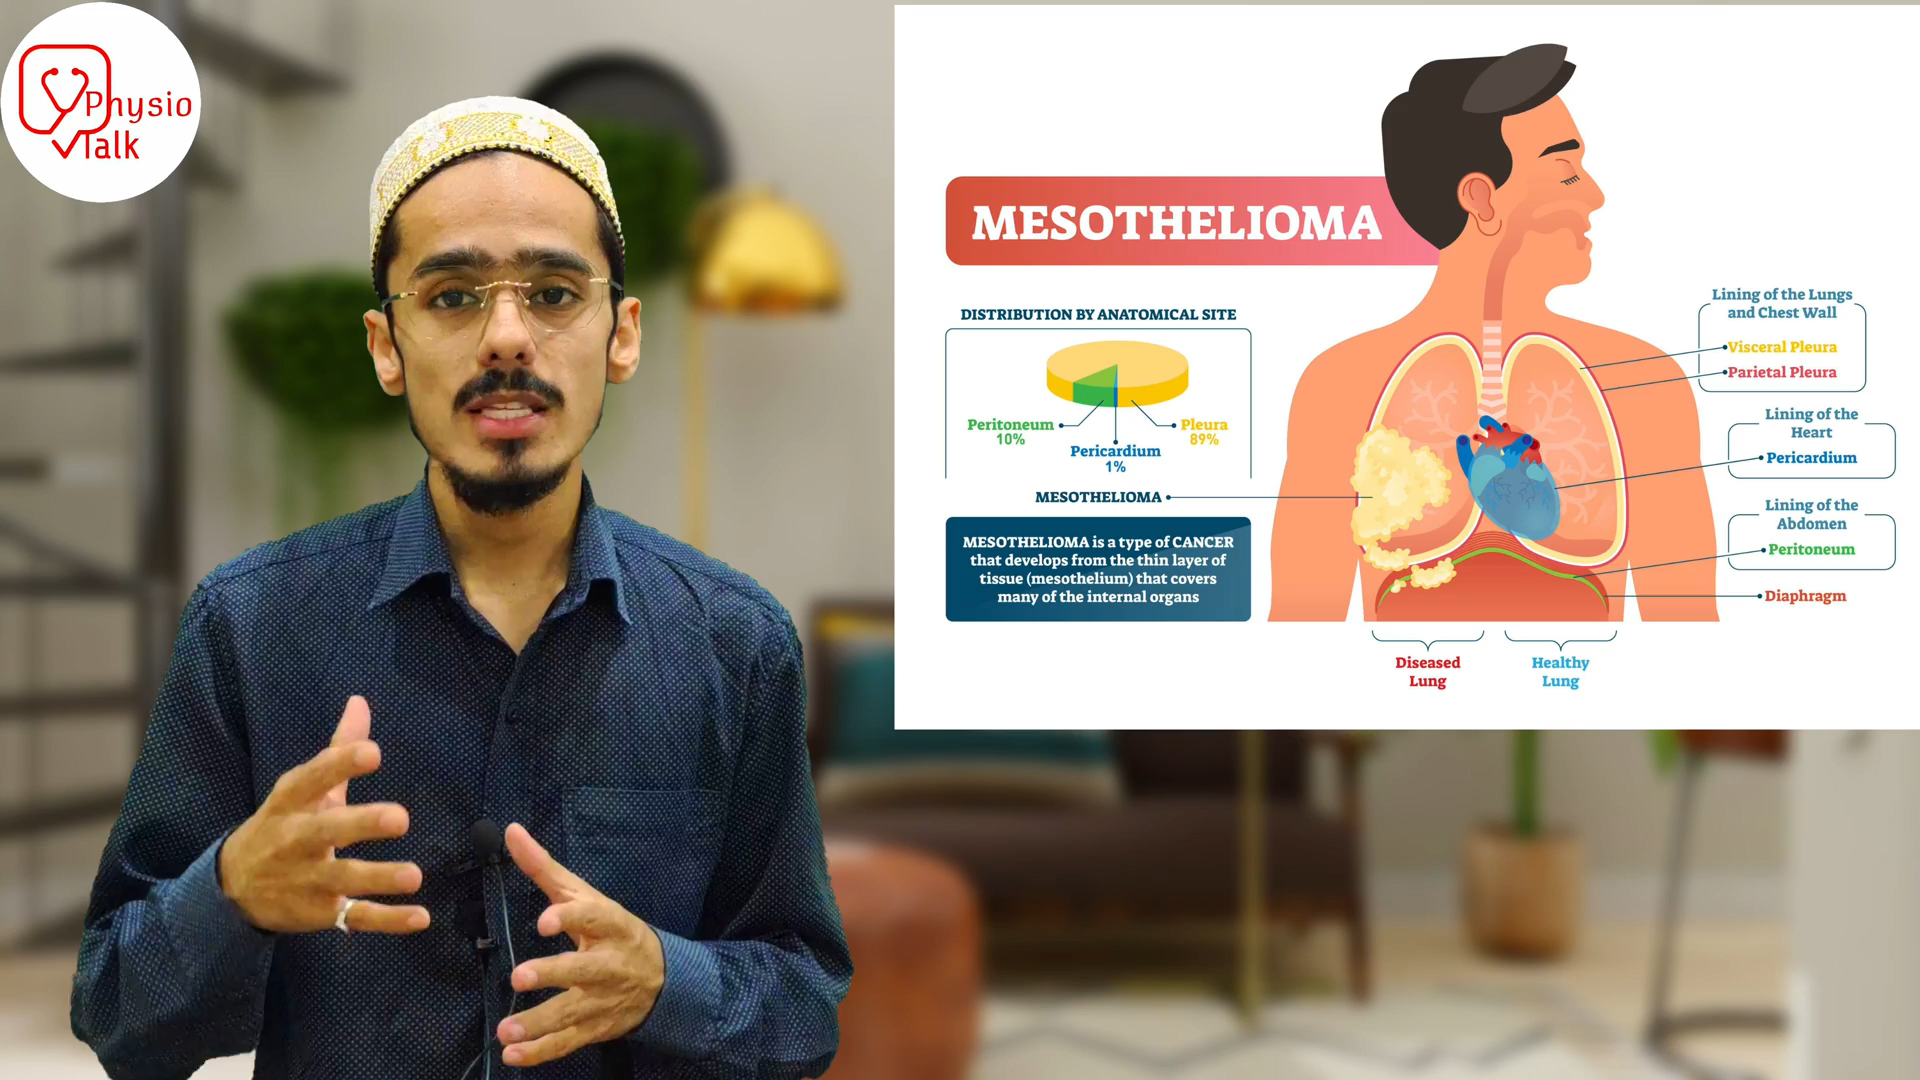 Physio
Talk
MESOTHELIOMA
DISTRIBUTION BY ANATOMICAL SITE
Peritoneum
10%
Pericardium
1%
Pleura
89%
MESOTHELIOMA
MESOTHELIOMA is a type of CANCER
that develops from the thin layer of
tissue (mesothelium) that covers
many of the internal organs
Lining of the Lungs
and Chest Wall
Visceral Pleura
Parietal Pleura
Lining of the
Heart
Pericardium
Lining of the
Abdomen
Peritoneum
Diaphragm
Diseased
Lung
Healthy
Lung